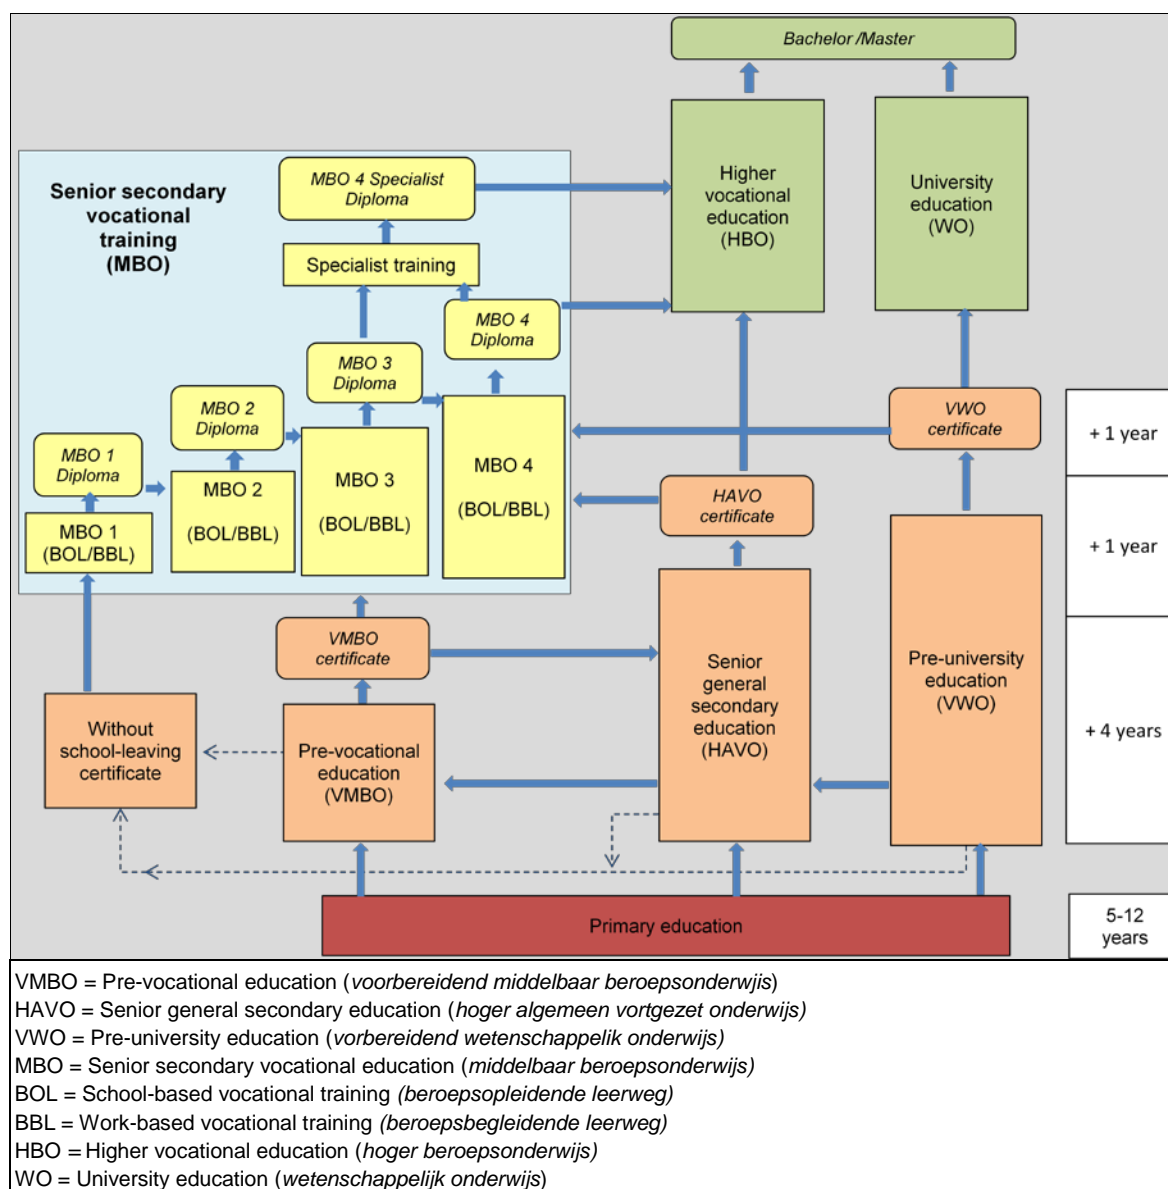 Bachelor /Master
Senior secondary
vocational
training
(MBO)
MBO 4 Specialist
Diploma
Higher
vocational
education
(HBO)
University
education
(WO)
Specialist training
MBO 4
Diploma
MBO 3
Diploma
MBO 2
Diploma
MBO 1
Diploma
MBO 1
(BOL/BBL)
MBO 2
(BOL/BBL)
MBO 3
(BOL/BBL)
MBO 4
(BOL/BBL)
VWO
certificate
+ 1 year
HAVO
certificate
+ 1 year
VMBO
certificate
Senior
general
secondary
education
(HAVO)
Pre-university
education
(VWO)
+ 4 years
Without
school-leaving
certificate
Pre-vocational
education
(VMBO)
Primary education
5-12
years
VMBO = Pre-vocational education (voorbereidend middelbaar beroepsonderwjis)
HAVO = Senior general secondary education (hoger algemeen vortgezet onderwijs)
VWO = Pre-university education (vorbereidend wetenschappelik onderwijs)
MBO = Senior secondary vocational education (middelbaar beroepsonderwijs)
BOL = School-based vocational training (beroepsopleidende leerweg)
BBL = Work-based vocational training (beroepsbegleidende leerweg)
HBO = Higher vocational education (hoger beroepsonderwijs)
WO = University education (wetenschappelijk onderwijs)